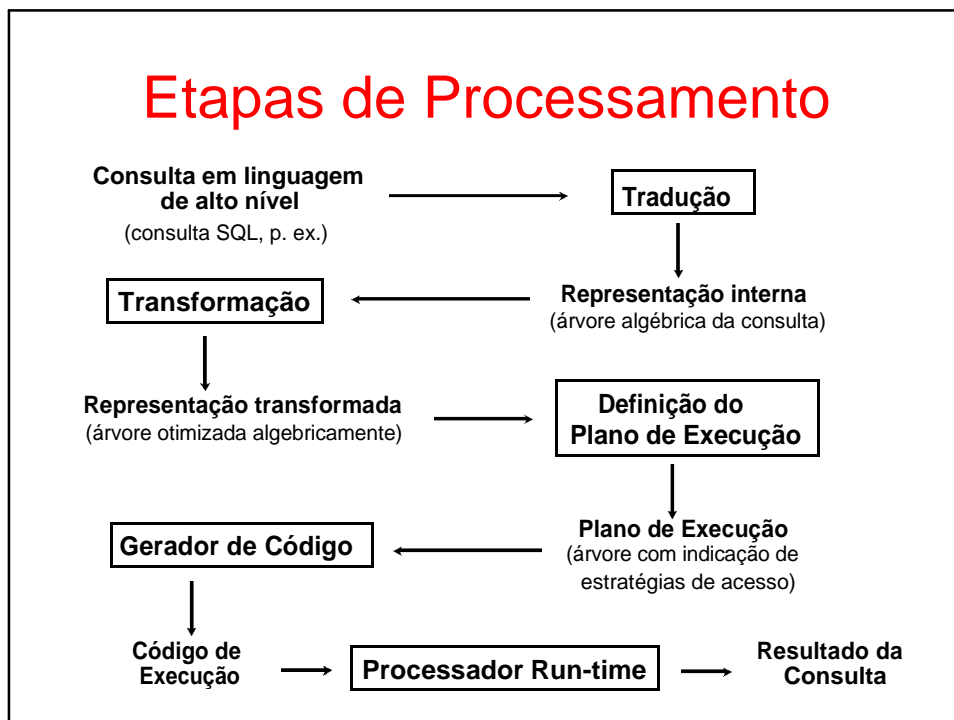 Etapas de Processamento
Consulta em linguagem
de alto nível
(consulta SQL, p. ex.)
Tradução
Transformação
Representação interna
(árvore algébrica da consulta)
Representação transformada
(árvore otimizada algebricamente)
Definição do
Plano de Execução
Gerador de Código
Plano de Execução
(árvore com indicação de
estratégias de acesso)
Código de
Execução
Processador Run-time
Resultado da
Consulta